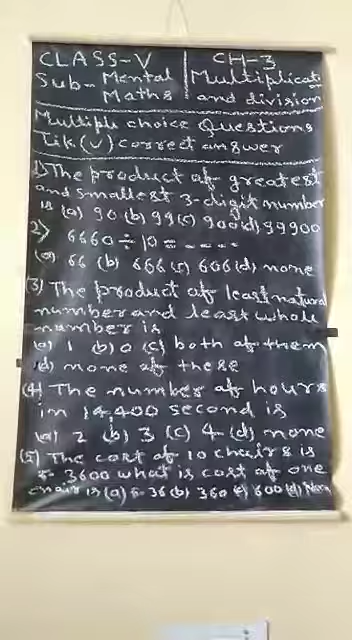 CLASS-V CH-3
Sub- Mental Multiplicati
Maths and division
Multiple choice Questions
Tik(√) correct answer
1) The product of greatest
and smallest 3-digit number
is (a) 90 (b) 99 (c) 900 (d) 99900
2) 6660 ÷ 10 = - - - - -
(a) 66 (b) 666 (c) 606 (d) none
(3) The product of least natural
number and least whole
number is
(a) 1 (b) 0 (c) both of them
(d) none of these
(4) The number of hours
in 14400 second is
(a) 2 (b) 3 (c) 4 (d) none
(5) The cost of 10 chairs is
3600 what is cost of one
chair is (a) 36 (b) 360 (c) 600 (d) Non